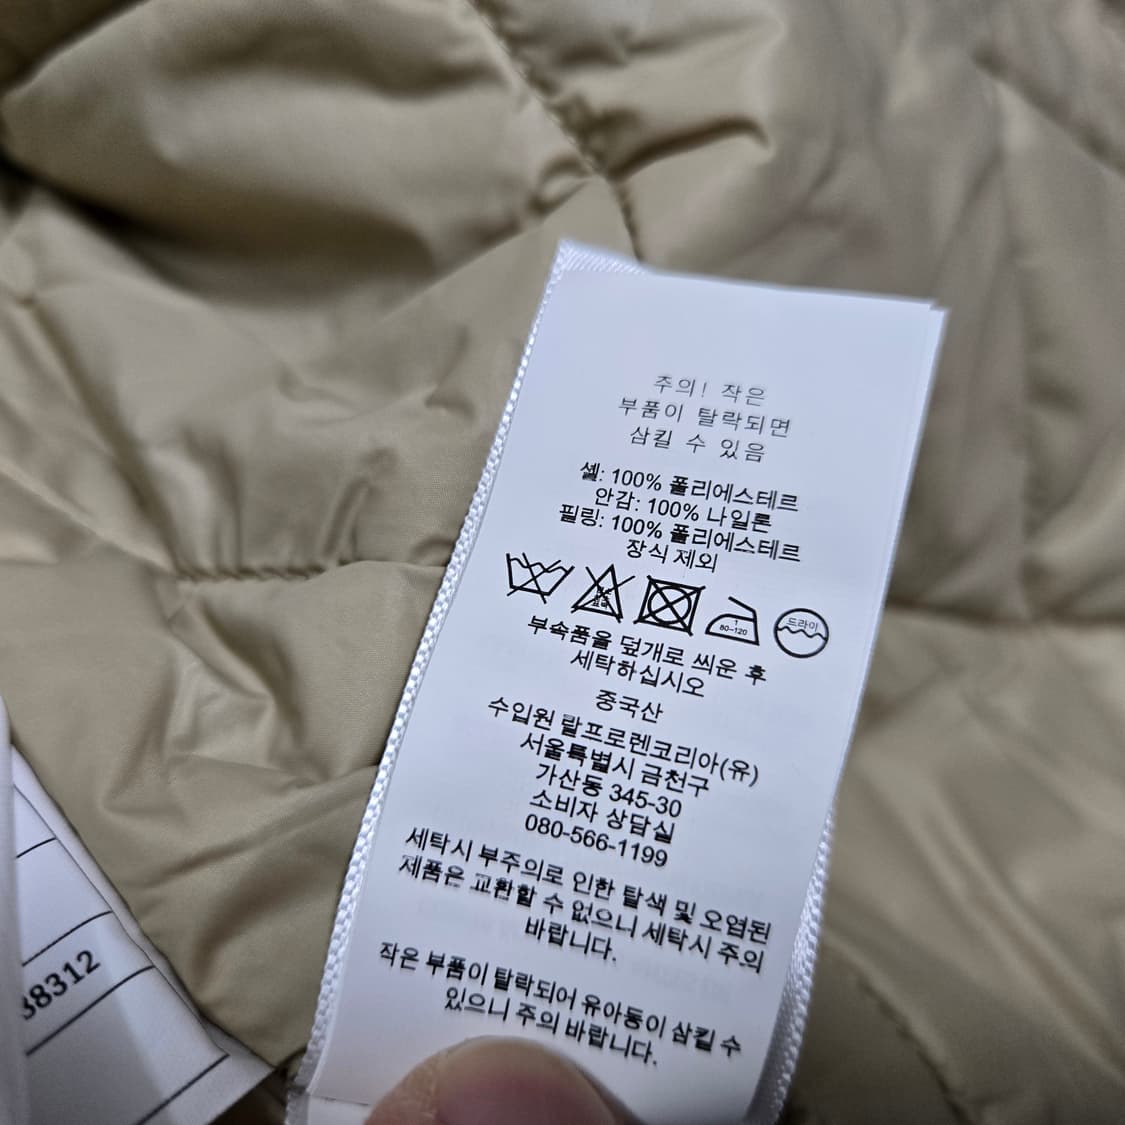 주의! 작은
부품이 탈락되면
삼킬 수 있음
쉘: 100% 폴리에스테르
안감: 100% 나일론
필링: 100% 폴리에스테르
장식 제외
1
80-120
드라이
부속품을 덮개로 씌운 후
세탁하십시오
중국산
수입원 랄프로렌코리아(유)
서울특별시 금천구
가산동 345-30
소비자 상담실
080-566-1199
세탁시 부주의로 인한 탈색 및 오염된
제품은 교환할 수 없으니 세탁시 주의
바랍니다.
작은 부품이 탈락되어 유아동이 삼킬 수
있으니 주의 바랍니다.
38312